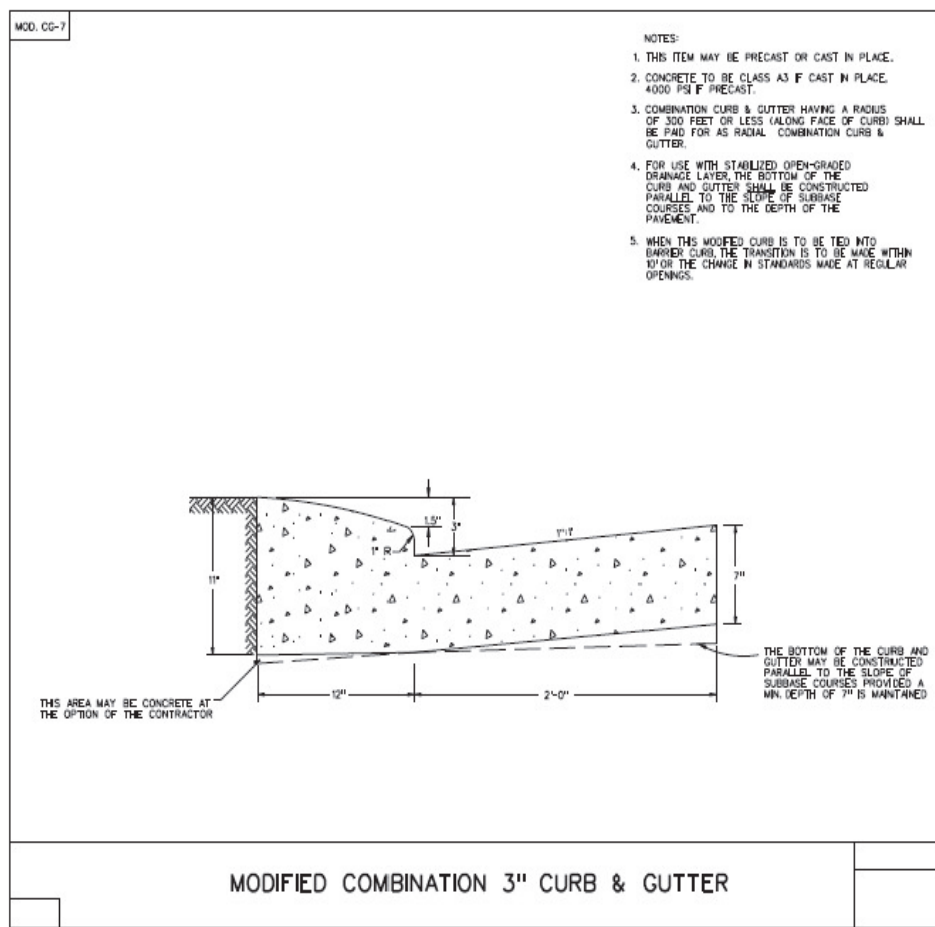 MOD. CG-7
NOTES:
1. THIS ITEM MAY BE PRECAST OR CAST IN PLACE.
2. CONCRETE TO BE CLASS A3 IF CAST IN PLACE,
4000 PSI IF PRECAST.
3. COMBINATION CURB & GUTTER HAVING A RADIUS
OF 300 FEET OR LESS (ALONG FACE OF CURB) SHALL
BE PAID FOR AS RADIAL COMBINATION CURB &
GUTTER.
4. FOR USE WITH STABILIZED OPEN-GRADED
DRAINAGE LAYER, THE BOTTOM OF THE
CURB AND GUTTER SHALL BE CONSTRUCTED
PARALLEL TO THE SLOPE OF SUBBASE
COURSES AND TO THE DEPTH OF THE
PAVEMENT.
5. WHEN THIS MODIFIED CURB IS TO BE TIED INTO
BARRIER CURB, THE TRANSITION IS TO BE MADE WITHIN
10' OR THE CHANGE IN STANDARDS MADE AT REGULAR
OPENINGS.
1.5"
3"
1" R
11"
7"
12"
2'-0"
THIS AREA MAY BE CONCRETE AT
THE OPTION OF THE CONTRACTOR
THE BOTTOM OF THE CURB AND
GUTTER MAY BE CONSTRUCTED
PARALLEL TO THE SLOPE OF
SUBBASE COURSES PROVIDED A
MIN. DEPTH OF 7" IS MAINTAINED
MODIFIED COMBINATION 3" CURB & GUTTER